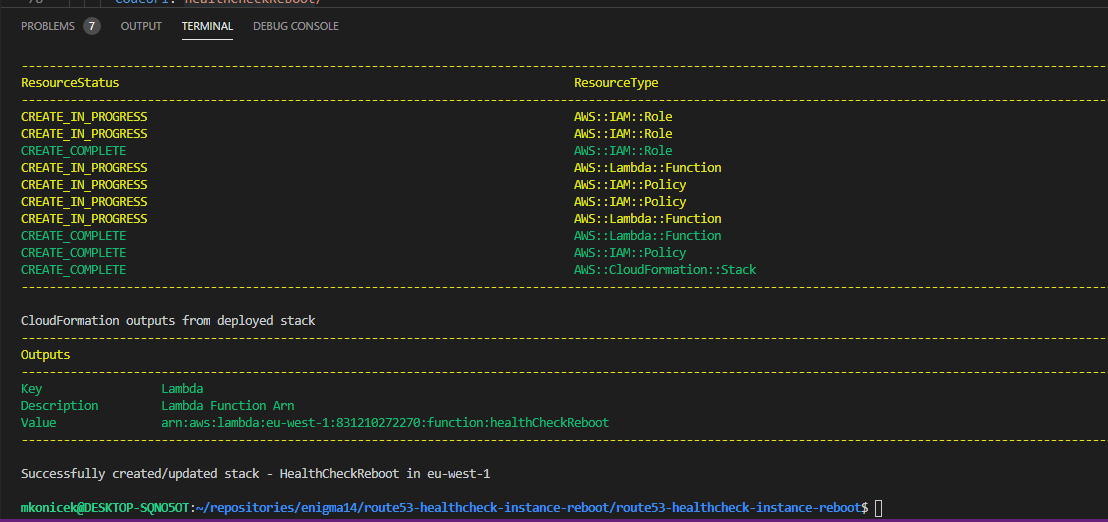 78 CodeUri: healthCheckReboot/
PROBLEMS 7 OUTPUT TERMINAL DEBUG CONSOLE
ResourceStatus ResourceType
CREATE_IN_PROGRESS AWS::IAM::Role
CREATE_IN_PROGRESS AWS::IAM::Role
CREATE_COMPLETE AWS::IAM::Role
CREATE_IN_PROGRESS AWS::Lambda::Function
CREATE_IN_PROGRESS AWS::IAM::Policy
CREATE_IN_PROGRESS AWS::IAM::Policy
CREATE_IN_PROGRESS AWS::Lambda::Function
CREATE_COMPLETE AWS::Lambda::Function
CREATE_COMPLETE AWS::IAM::Policy
CREATE_COMPLETE AWS::CloudFormation::Stack
CloudFormation outputs from deployed stack
Outputs
Key Lambda
Description Lambda Function Arn
Value arn:aws:lambda:eu-west-1:831210272270:function:healthCheckReboot
Successfully created/updated stack - HealthCheckReboot in eu-west-1
mkonicek@DESKTOP-SQNO5OT:~/repositories/enigma14/route53-healthcheck-instance-reboot/route53-healthcheck-instance-reboot$